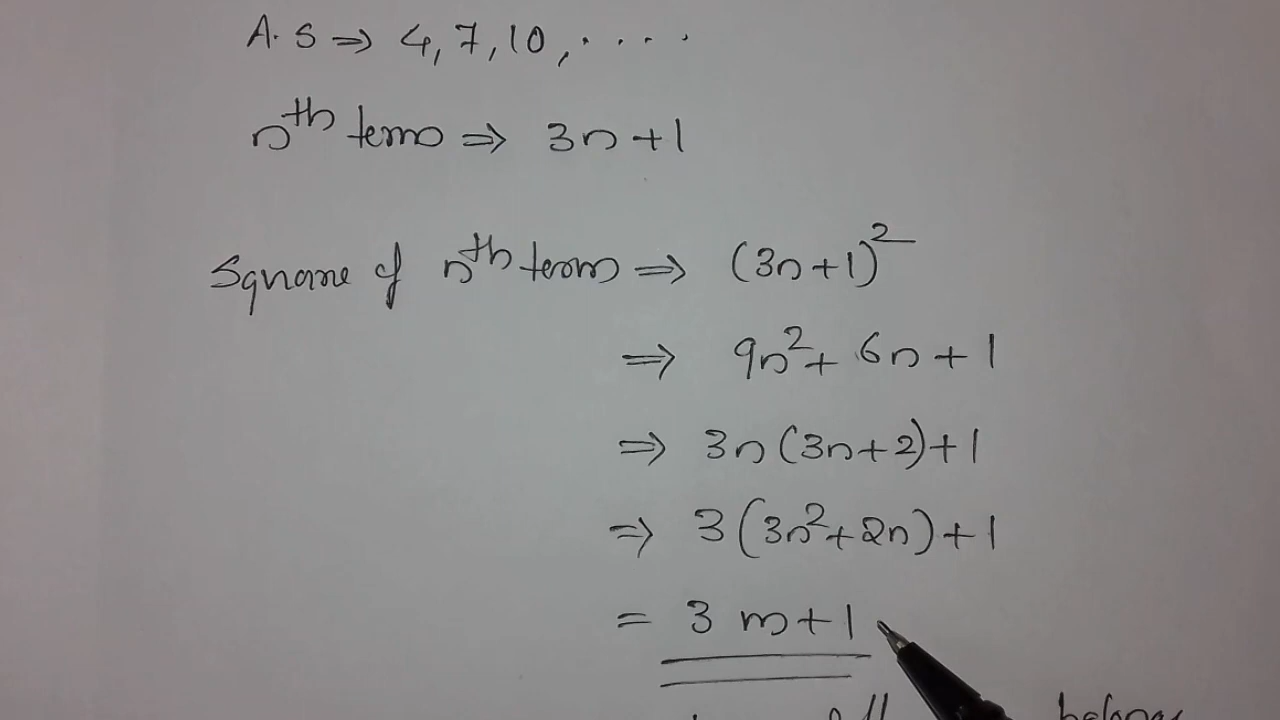 A.S ⇒ 4, 7, 10, . . . .
nth term ⇒ 3n + 1
Square of nth term ⇒ (3n + 1)²
⇒ 9n² + 6n + 1
⇒ 3n (3n + 2) + 1
⇒ 3 (3n² + 2n) + 1
= 3 m + 1